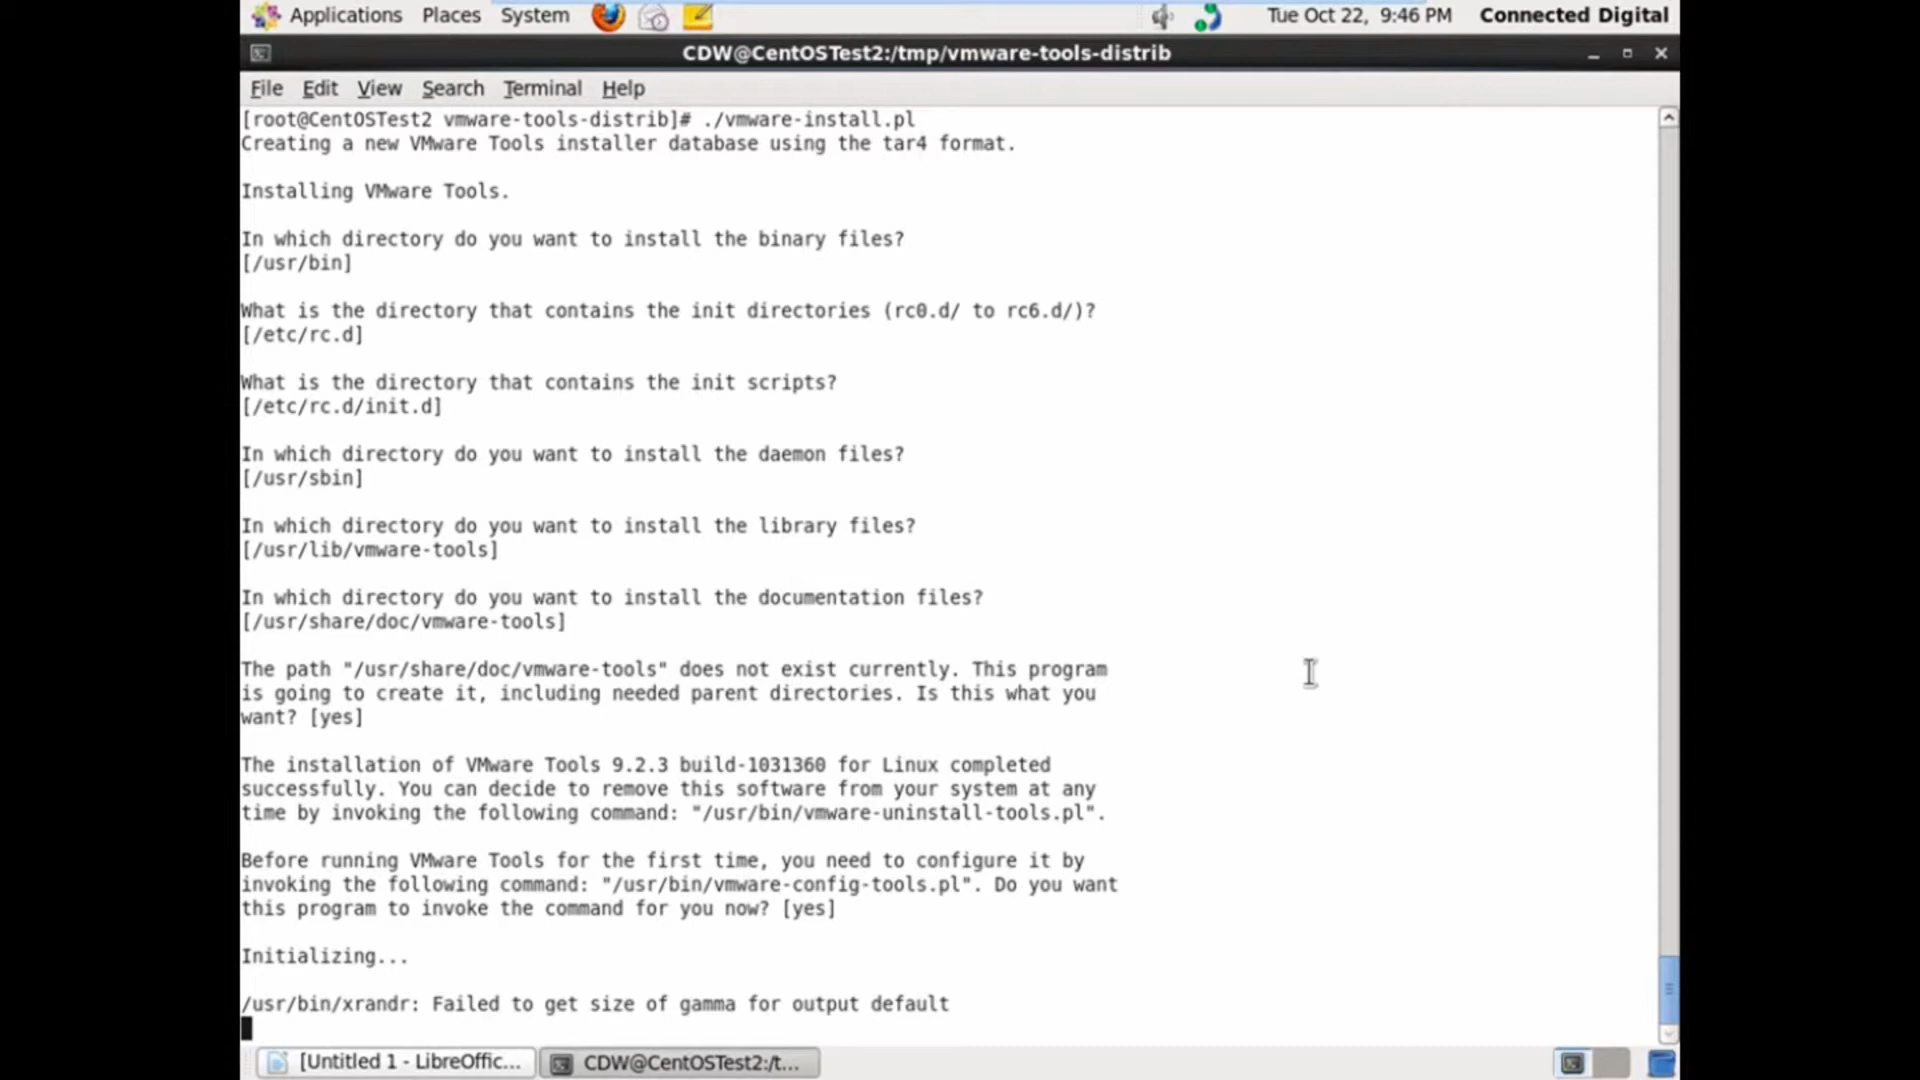 Applications Places System Tue Oct 22, 9:46 PM Connected Digital
CDW@CentOSTest2:/tmp/vmware-tools-distrib
File Edit View Search Terminal Help
[root@CentOSTest2 vmware-tools-distrib]# ./vmware-install.pl
Creating a new VMware Tools installer database using the tar4 format.
Installing VMware Tools.
In which directory do you want to install the binary files?
[/usr/bin]
What is the directory that contains the init directories (rc0.d/ to rc6.d/)?
[/etc/rc.d]
What is the directory that contains the init scripts?
[/etc/rc.d/init.d]
In which directory do you want to install the daemon files?
[/usr/sbin]
In which directory do you want to install the library files?
[/usr/lib/vmware-tools]
In which directory do you want to install the documentation files?
[/usr/share/doc/vmware-tools]
The path "/usr/share/doc/vmware-tools" does not exist currently. This program
is going to create it, including needed parent directories. Is this what you
want? [yes]
The installation of VMware Tools 9.2.3 build-1031360 for Linux completed
successfully. You can decide to remove this software from your system at any
time by invoking the following command: "/usr/bin/vmware-uninstall-tools.pl".
Before running VMware Tools for the first time, you need to configure it by
invoking the following command: "/usr/bin/vmware-config-tools.pl". Do you want
this program to invoke the command for you now? [yes]
Initializing...
/usr/bin/xrandr: Failed to get size of gamma for output default
[Untitled 1 - LibreOffic... CDW@CentOSTest2:/t...